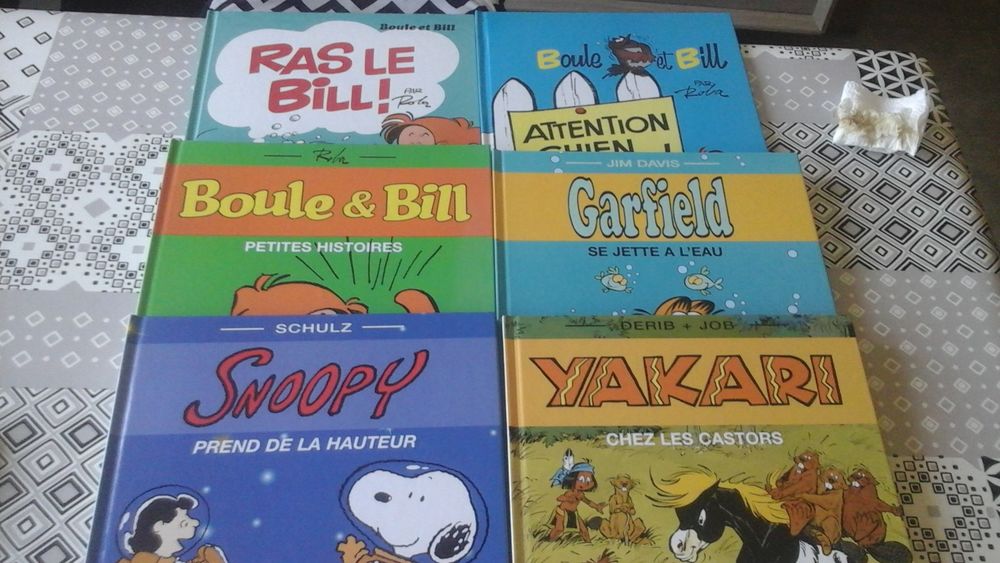 Boule et Bill
RAS LE
BILL!
PAR
Roba
Boule et Bill
PAR
Roba
ATTENTION
CHIEN
Roba
Boule & Bill
PETITES HISTOIRES
JIM DAVIS
Garfield
SE JETTE A L'EAU
SCHULZ
SNOOPY
PREND DE LA HAUTEUR
DERIB + JOB
YAKARI
CHEZ LES CASTORS